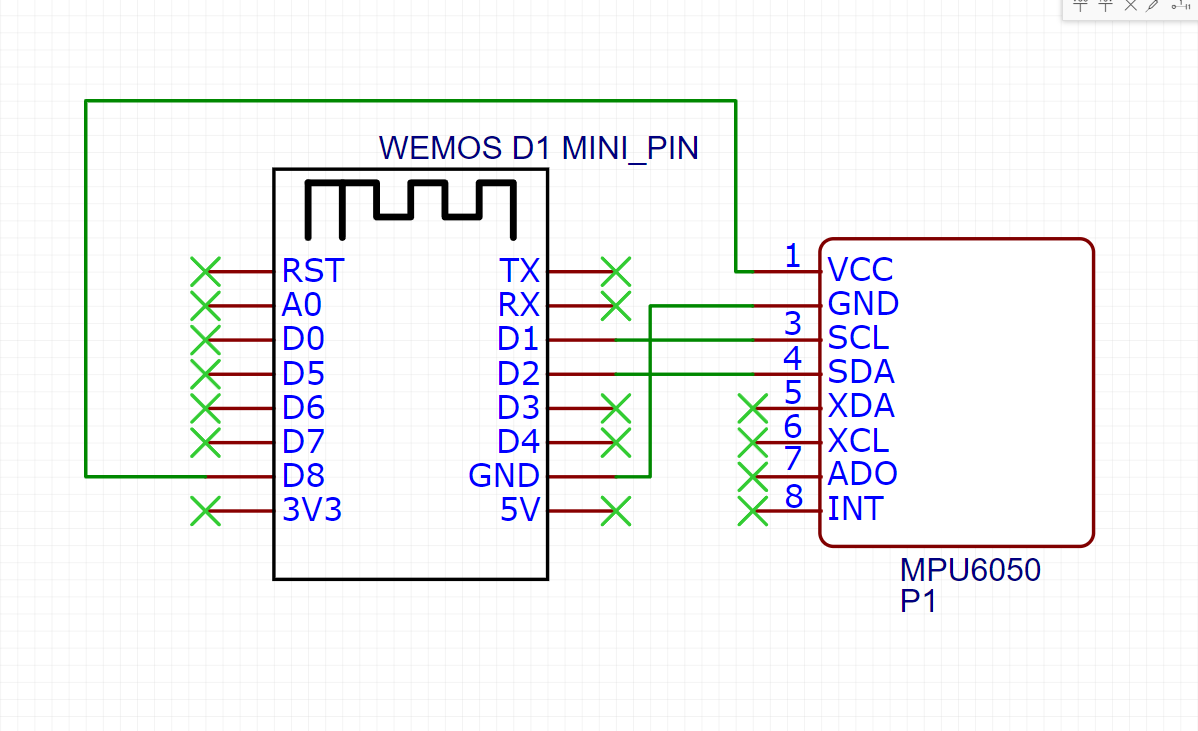 WEMOS D1 MINI_PIN
RST
A0
D0
D5
D6
D7
D8
3V3
TX
RX
D1
D2
D3
D4
GND
5V
1 VCC
GND
3 SCL
4 SDA
5 XDA
6 XCL
7 ADO
8 INT
MPU6050
P1